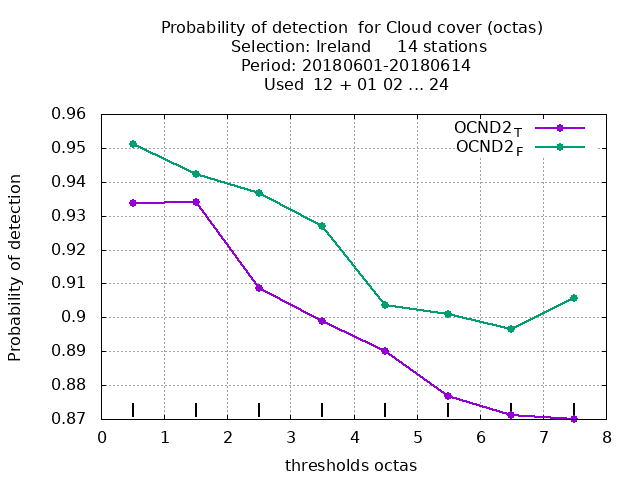 Probability of detection  for Cloud cover (octas)
Selection: Ireland     14 stations
Period: 20180601-20180614
Used  12 + 01 02 ... 24
OCND2T
OCND2F
0.96
0.95
0.94
0.93
0.92
0.91
0.9
0.89
0.88
0.87
Probability of detection
0 1 2 3 4 5 6 7 8
thresholds octas